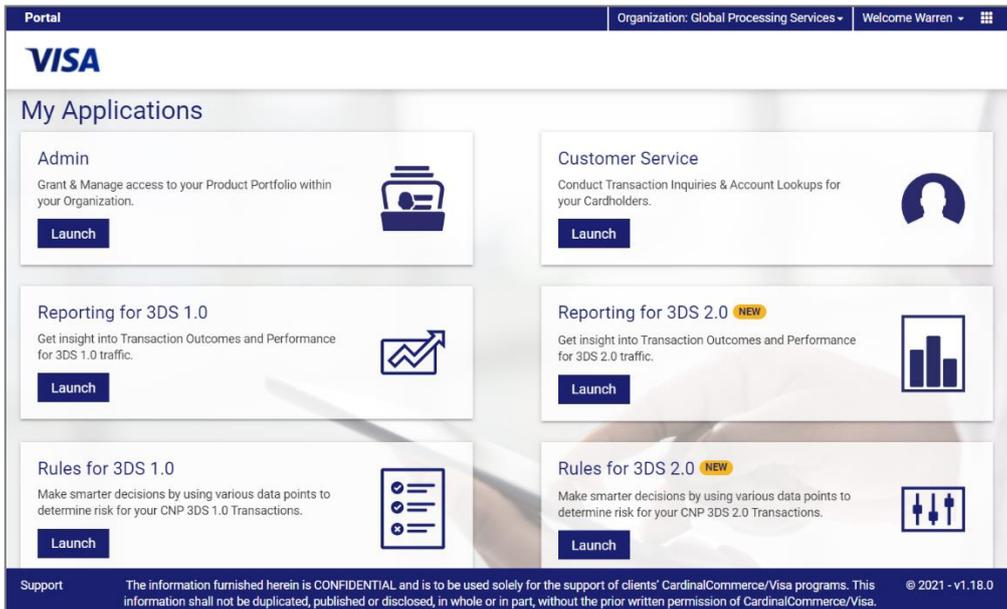 Portal
Organization: Global Processing Services
Welcome Warren
VISA
My Applications
Admin
Grant & Manage access to your Product Portfolio within
your Organization.
Launch
Customer Service
Conduct Transaction Inquiries & Account Lookups for
your Cardholders.
Launch
Reporting for 3DS 1.0
Get insight into Transaction Outcomes and Performance
for 3DS 1.0 traffic.
Launch
Reporting for 3DS 2.0 NEW
Get insight into Transaction Outcomes and Performance
for 3DS 2.0 traffic.
Launch
Rules for 3DS 1.0
Make smarter decisions by using various data points to
determine risk for your CNP 3DS 1.0 Transactions.
Launch
Rules for 3DS 2.0 NEW
Make smarter decisions by using various data points to
determine risk for your CNP 3DS 2.0 Transactions.
Launch
Support
The information furnished herein is CONFIDENTIAL and is to be used solely for the support of clients' CardinalCommerce/Visa programs. This
information shall not be duplicated, published or disclosed, in whole or in part, without the prior written permission of CardinalCommerce/Visa.
© 2021 - v1.18.0